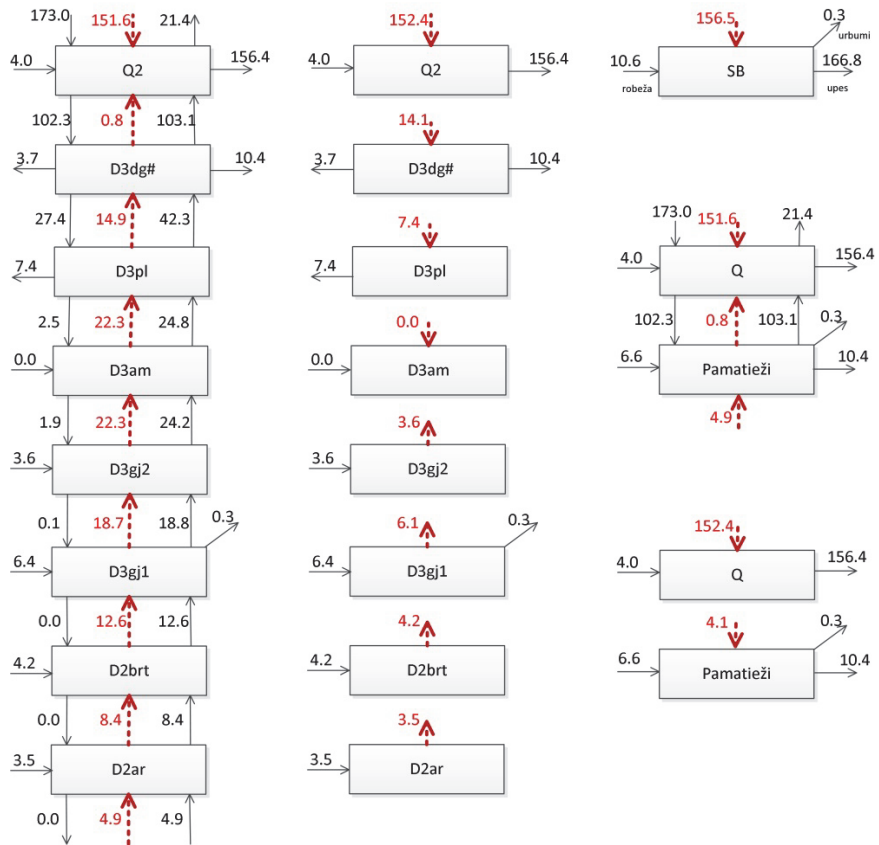 173.0 151.6 21.4
4.0 Q2 156.4
102.3 0.8 103.1
3.7 D3dg# 10.4
27.4 14.9 42.3
7.4 D3pl
2.5 22.3 24.8
0.0 D3am
1.9 22.3 24.2
3.6 D3gj2
0.1 18.7 18.8 0.3
6.4 D3gj1
0.0 12.6 12.6
4.2 D2brt
0.0 8.4 8.4
3.5 D2ar
0.0 4.9 4.9
152.4
4.0 Q2 156.4
14.1
3.7 D3dg# 10.4
7.4
7.4 D3pl
0.0
0.0 D3am
3.6
3.6 D3gj2
6.1 0.3
6.4 D3gj1
4.2
4.2 D2brt
3.5
3.5 D2ar
156.5 0.3
urbumi
10.6 SB 166.8
robeža upes
173.0 151.6 21.4
4.0 Q 156.4
102.3 0.8 103.1 0.3
6.6 Pamatieži 10.4
4.9
152.4
4.0 Q 156.4
4.1 0.3
6.6 Pamatieži 10.4